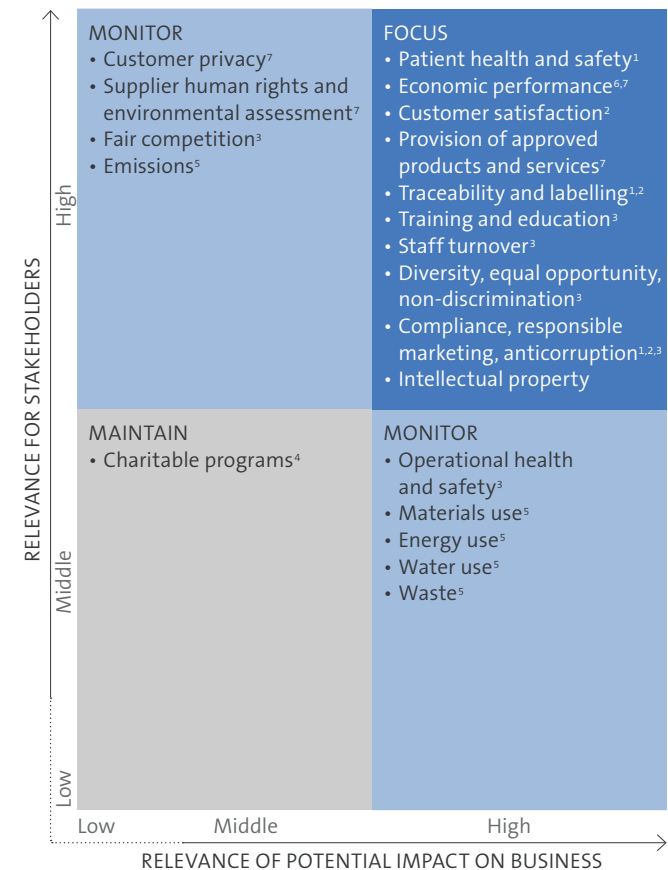 MONITOR
• Customer privacy⁷
• Supplier human rights and
environmental assessment⁷
• Fair competition³
• Emissions⁵
FOCUS
• Patient health and safety¹
• Economic performance⁶,⁷
• Customer satisfaction²
• Provision of approved
products and services⁷
• Traceability and labelling¹,²
• Training and education³
• Staff turnover³
• Diversity, equal opportunity,
non-discrimination³
• Compliance, responsible
marketing, anticorruption¹,²,³
• Intellectual property
MAINTAIN
• Charitable programs⁴
MONITOR
• Operational health
and safety³
• Materials use⁵
• Energy use⁵
• Water use⁵
• Waste⁵
RELEVANCE FOR STAKEHOLDERS
High
Middle
Low
Low
Middle
High
RELEVANCE OF POTENTIAL IMPACT ON BUSINESS